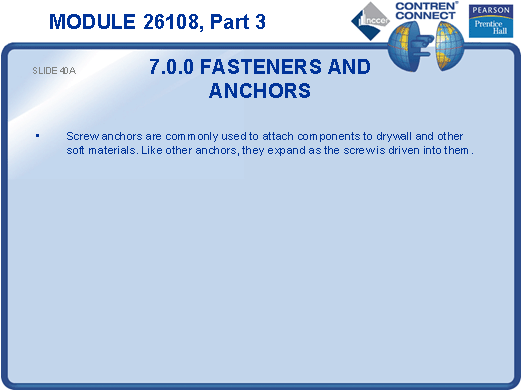 MODULE 26108, Part 3
nccer
CONTREN®
CONNECT
PEARSON
Prentice
Hall
SLIDE 40A
7.0.0 FASTENERS AND
ANCHORS
• Screw anchors are commonly used to attach components to drywall and other
soft materials. Like other anchors, they expand as the screw is driven into them.